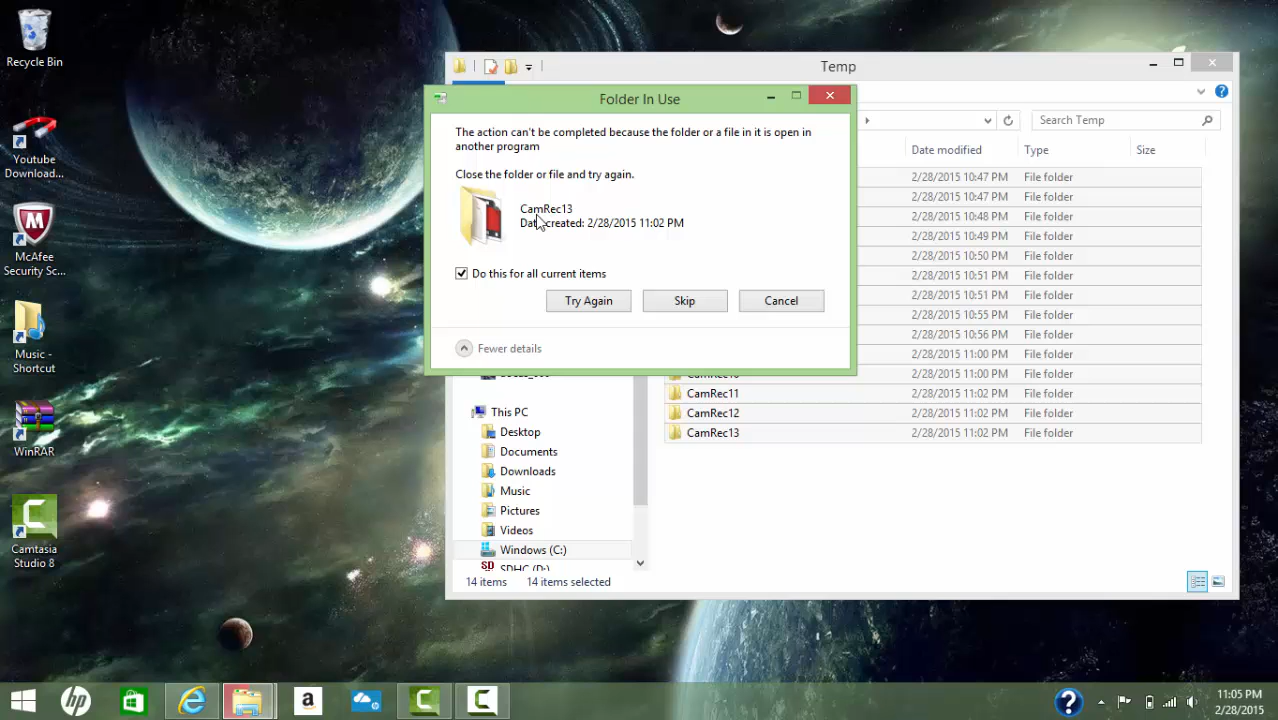 Recycle Bin
Youtube
Download...
McAfee
Security Sc...
Music -
Shortcut
WinRAR
Camtasia
Studio 8
Temp
Search Temp
Date modified
Type
Size
2/28/2015 10:47 PM
File folder
2/28/2015 10:47 PM
File folder
2/28/2015 10:48 PM
File folder
2/28/2015 10:49 PM
File folder
2/28/2015 10:50 PM
File folder
2/28/2015 10:51 PM
File folder
2/28/2015 10:51 PM
File folder
2/28/2015 10:55 PM
File folder
2/28/2015 10:56 PM
File folder
2/28/2015 11:00 PM
File folder
2/28/2015 11:00 PM
File folder
CamRec11
2/28/2015 11:02 PM
File folder
CamRec12
2/28/2015 11:02 PM
File folder
CamRec13
2/28/2015 11:02 PM
File folder
Folder In Use
The action can't be completed because the folder or a file in it is open in
another program
Close the folder or file and try again.
CamRec13
Date created: 2/28/2015 11:02 PM
Do this for all current items
Try Again
Skip
Cancel
Fewer details
This PC
Desktop
Documents
Downloads
Music
Pictures
Videos
Windows (C:)
SDHC (D:)
14 items
14 items selected
hp
a
11:05 PM
2/28/2015